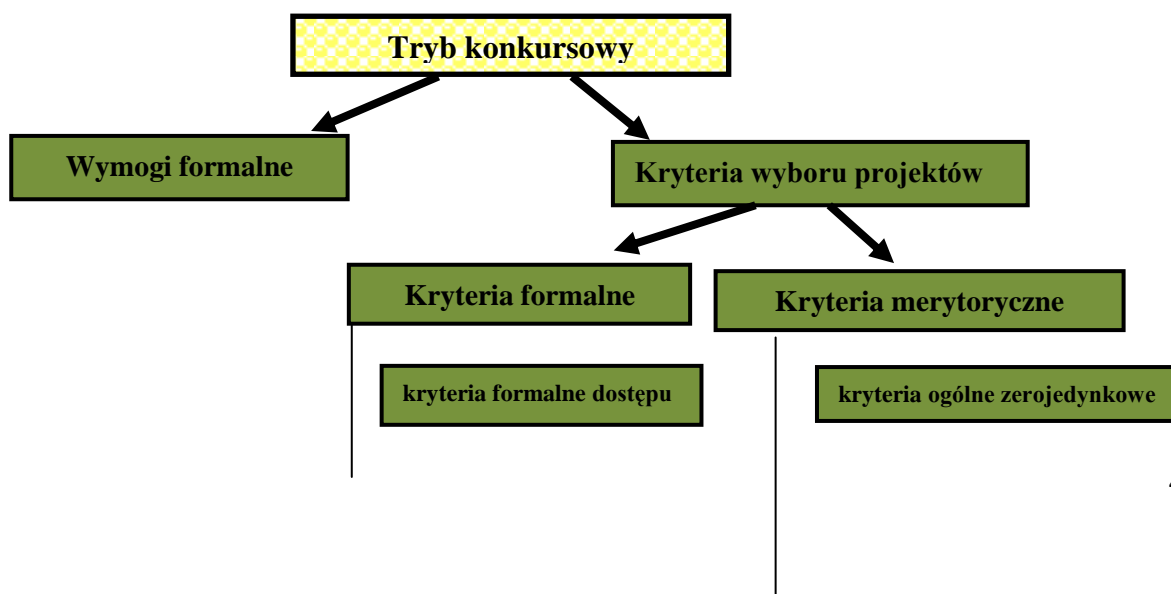 Tryb konkursowy
Wymogi formalne
Kryteria wyboru projektów
Kryteria formalne
Kryteria merytoryczne
kryteria formalne dostępu
kryteria ogólne zerojedynkowe